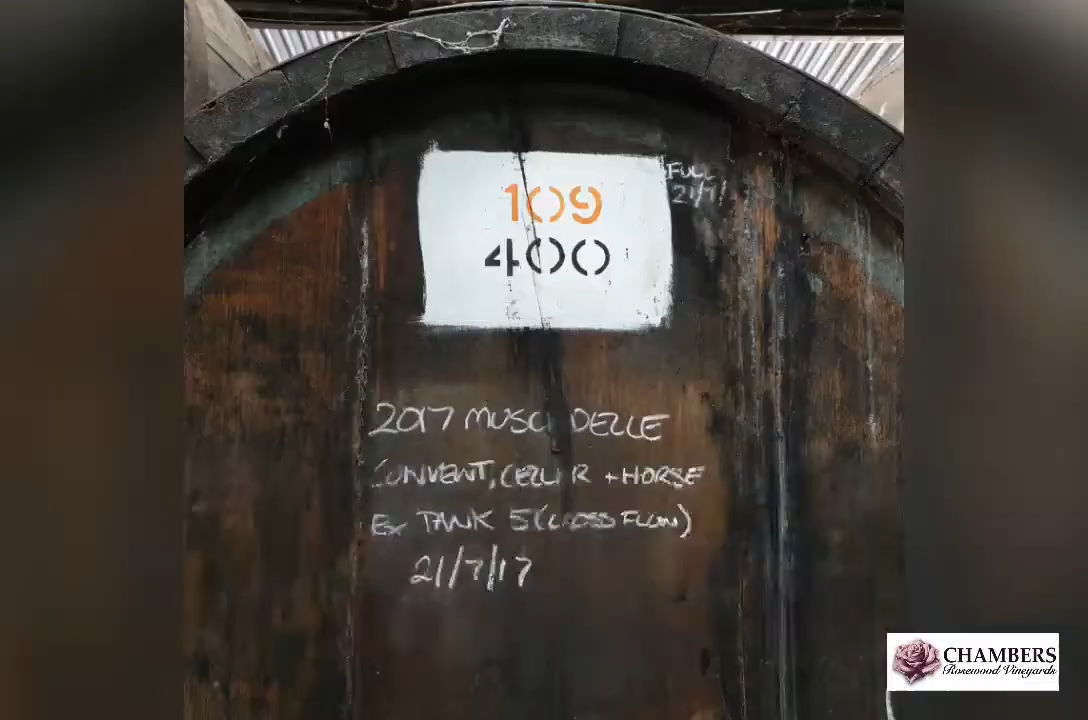 109
400
FULL
21/7/
2017 MUSCADELLE
CONVENT, CELLAR + HORSE
EX TANK 5 (CROSS FLOW)
21/7/17
CHAMBERS
Rosewood Vineyards